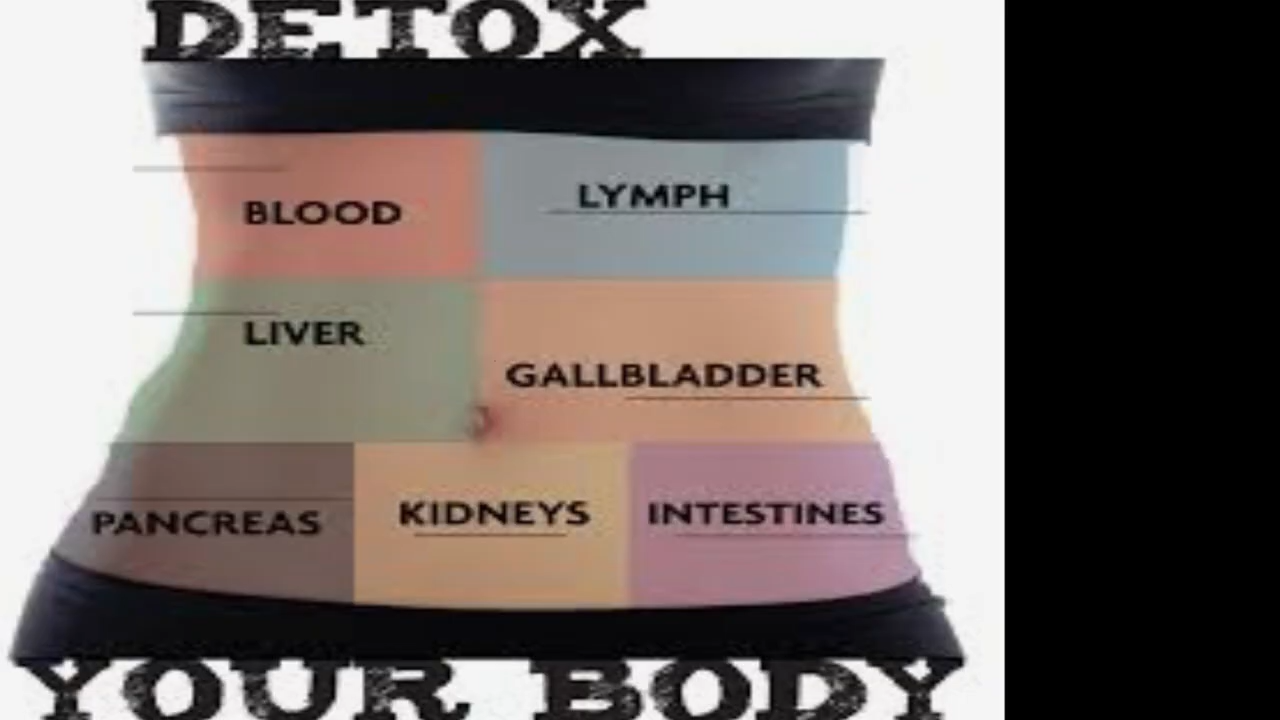 DETOX
BLOOD
LYMPH
LIVER
GALLBLADDER
PANCREAS
KIDNEYS
INTESTINES
YOUR BODY